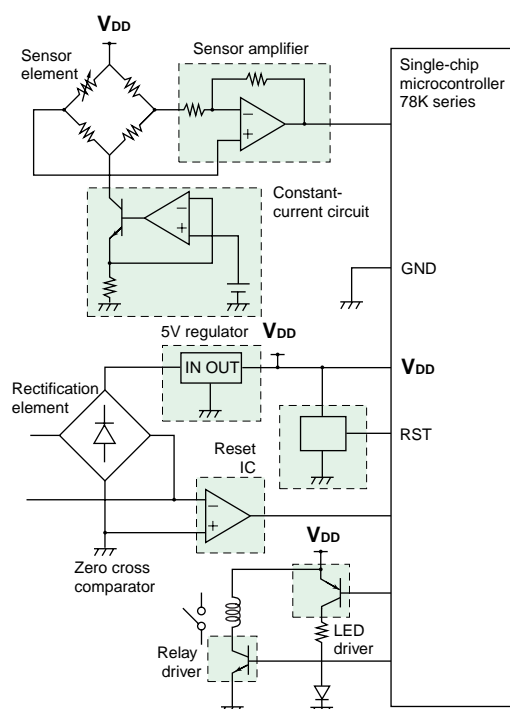 VDD
Sensor
element
Sensor amplifier
Single-chip
microcontroller
78K series
−
+
Constant-
current circuit
−
+
GND
5V regulator
VDD
IN OUT
VDD
Rectification
element
RST
Reset
IC
−
+
Zero cross
comparator
VDD
LED
driver
Relay
driver